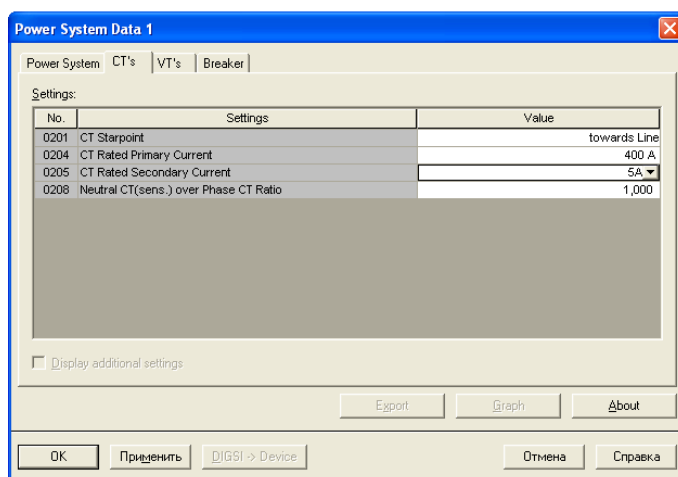 Power System Data 1
Power System CT's VT's Breaker
Settings:
No. Settings Value
0201 CT Starpoint towards Line
0204 CT Rated Primary Current 400 A
0205 CT Rated Secondary Current 5A
0208 Neutral CT(sens.) over Phase CT Ratio 1,000
Display additional settings
Export Graph About
OK Применить DIGSI -> Device Отмена Справка